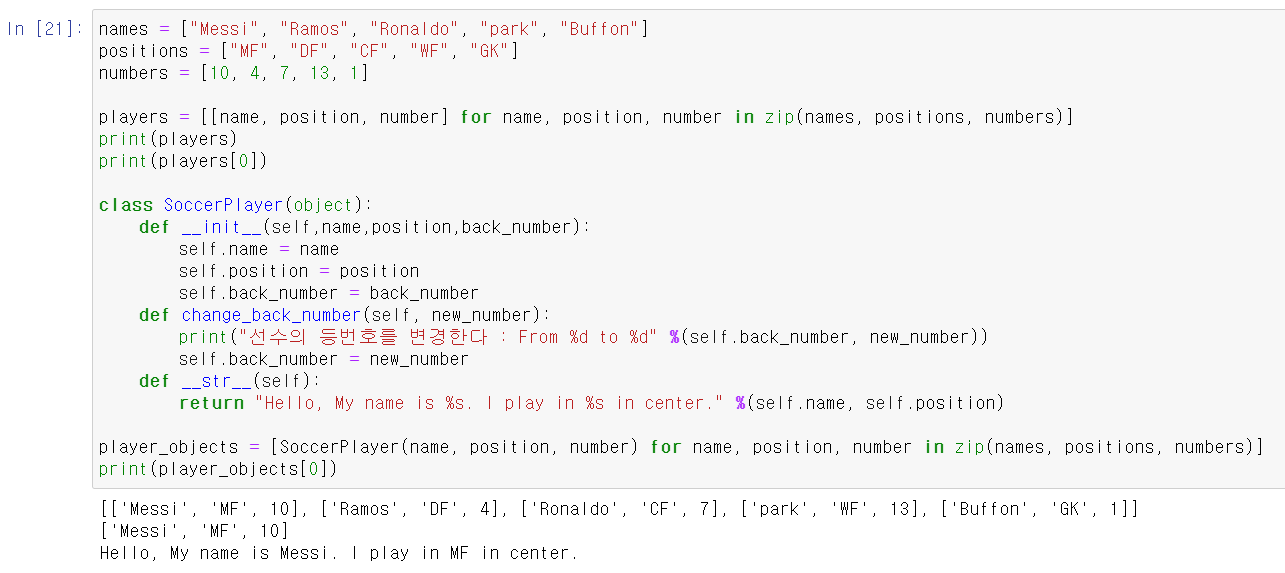 In [21]: names = ["Messi", "Ramos", "Ronaldo", "park", "Buffon"]
positions = ["MF", "DF", "CF", "WF", "GK"]
numbers = [10, 4, 7, 13, 1]

players = [[name, position, number] for name, position, number in zip(names, positions, numbers)]
print(players)
print(players[0])

class SoccerPlayer(object):
    def __init__(self,name,position,back_number):
        self.name = name
        self.position = position
        self.back_number = back_number
    def change_back_number(self, new_number):
        print("선수의 등번호를 변경한다 : From %d to %d" %(self.back_number, new_number))
        self.back_number = new_number
    def __str__(self):
        return "Hello, My name is %s. I play in %s in center." %(self.name, self.position)

player_objects = [SoccerPlayer(name, position, number) for name, position, number in zip(names, positions, numbers)]
print(player_objects[0])

[['Messi', 'MF', 10], ['Ramos', 'DF', 4], ['Ronaldo', 'CF', 7], ['park', 'WF', 13], ['Buffon', 'GK', 1]]
['Messi', 'MF', 10]
Hello, My name is Messi. I play in MF in center.